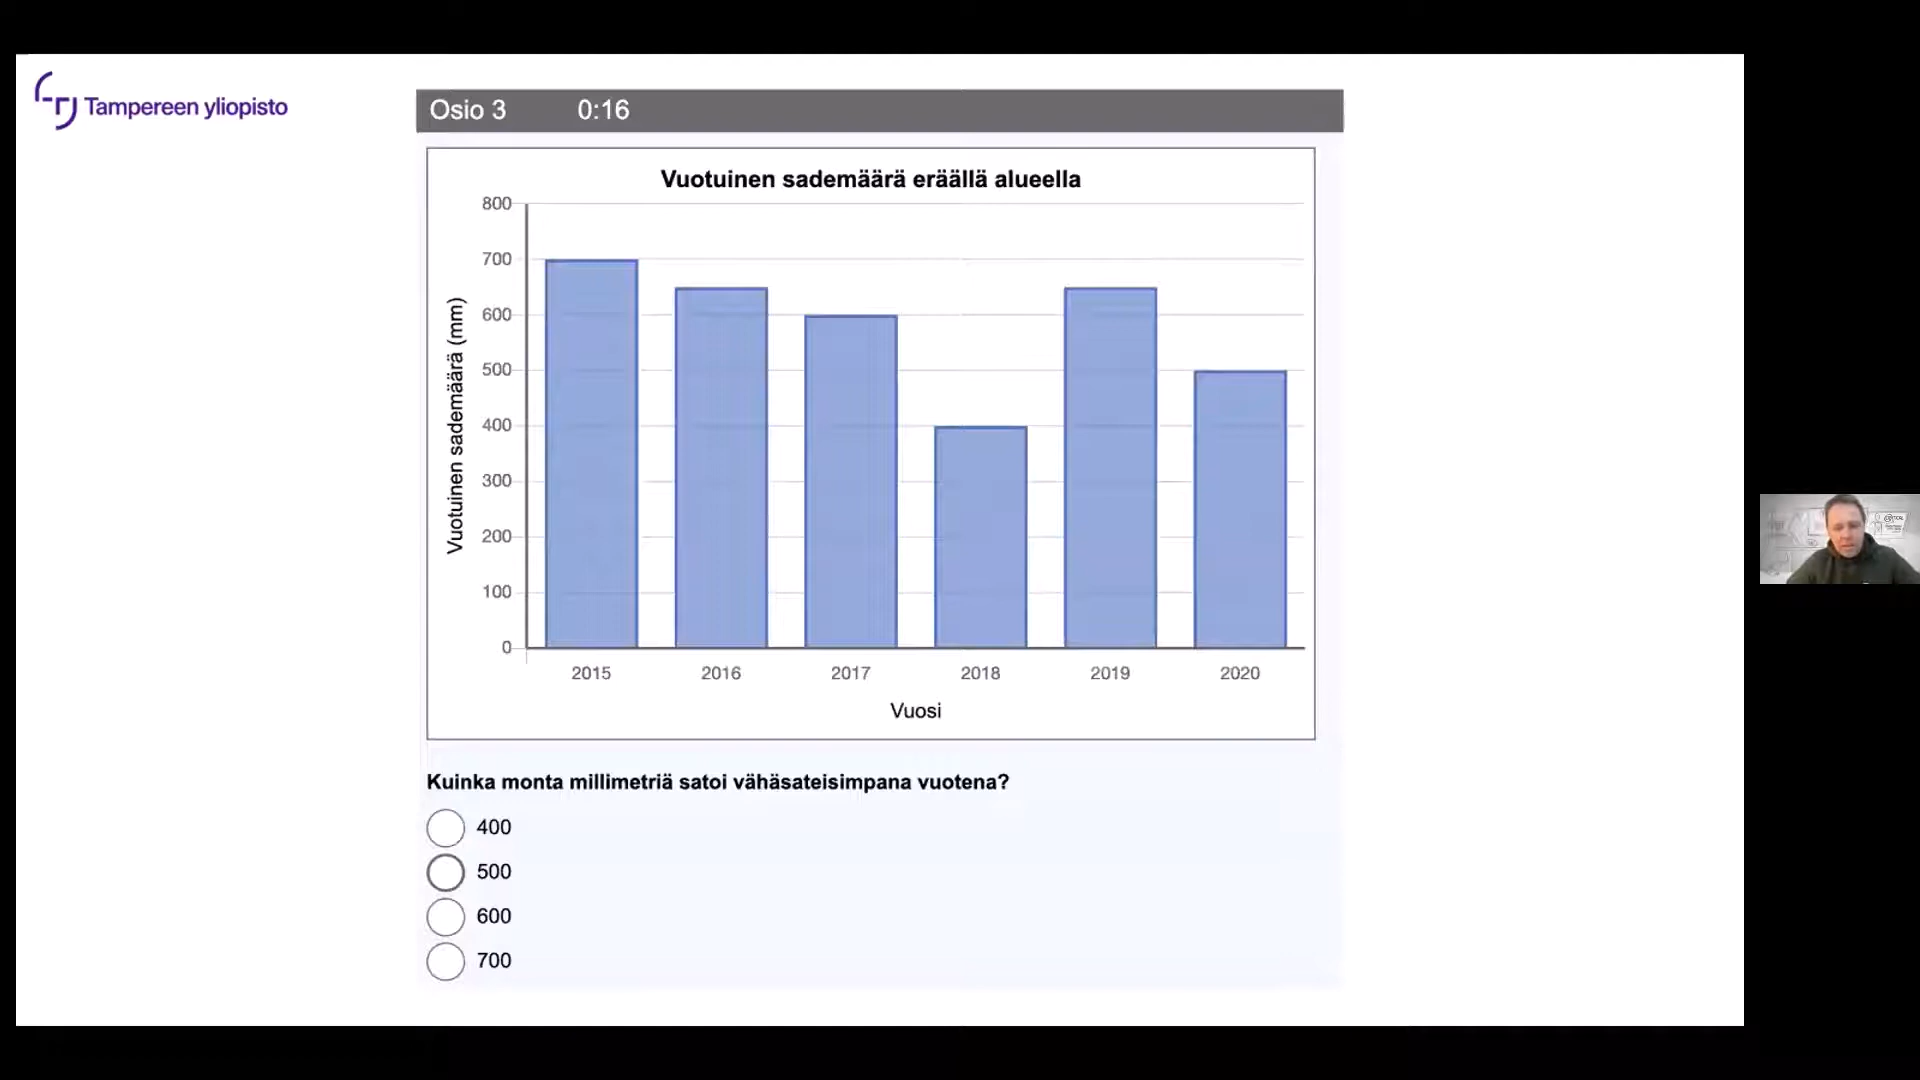 Tampereen yliopisto
Osio 3 0:16
Vuotuinen sademäärä eräällä alueella
800
700
600
500
400
300
200
100
0
Vuotuinen sademäärä (mm)
2015 2016 2017 2018 2019 2020
Vuosi
Kuinka monta millimetriä satoi vähäsateisimpana vuotena?
400
500
600
700